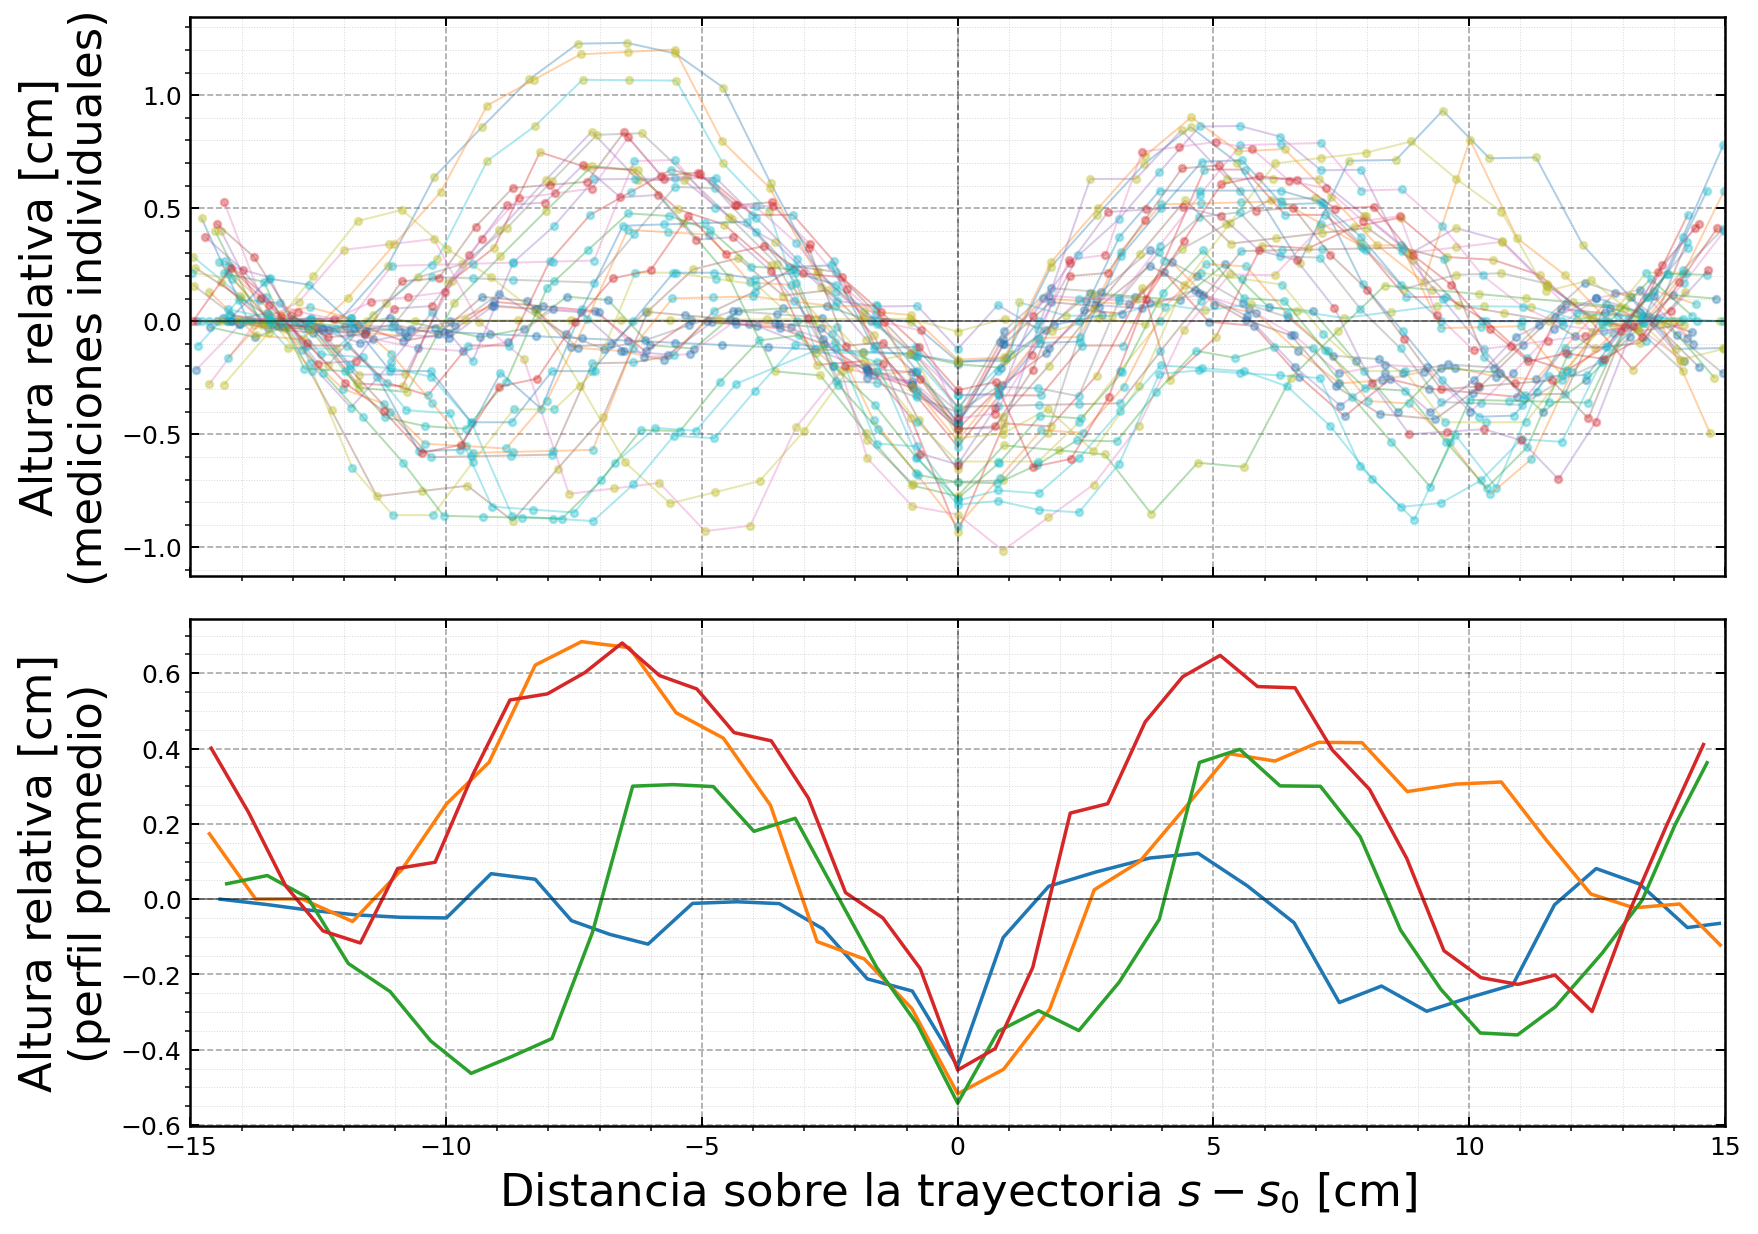 Altura relativa [cm]
(mediciones individuales)
1.0
0.5
0.0
−0.5
−1.0
Altura relativa [cm]
(perfil promedio)
0.6
0.4
0.2
0.0
−0.2
−0.4
−0.6
−15 −10 −5 0 5 10 15
Distancia sobre la trayectoria s − s₀ [cm]